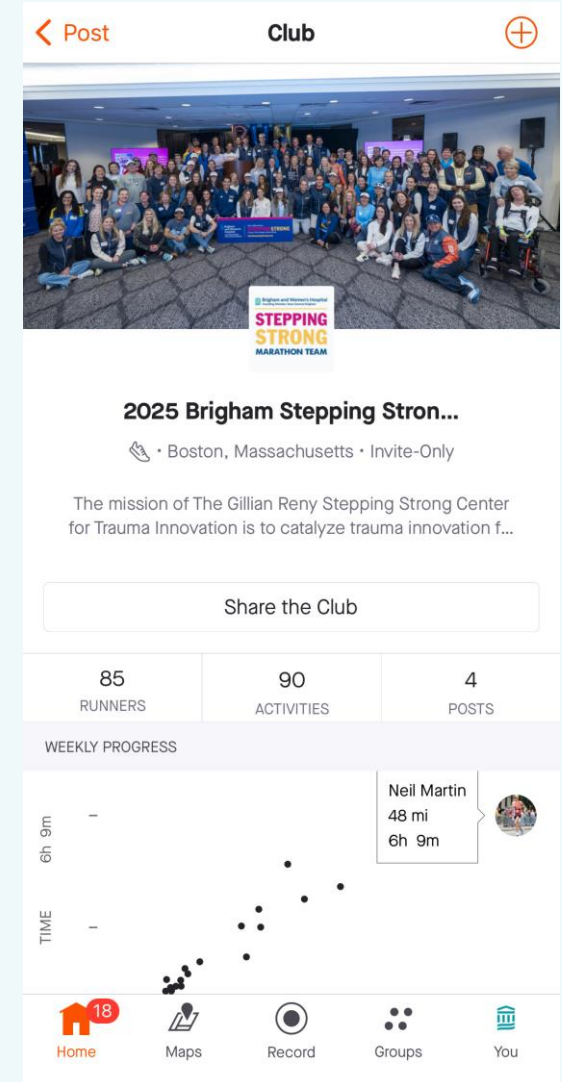 Post
Club
Brigham and Women's Hospital
STEPPING
STRONG
MARATHON TEAM
2025 Brigham Stepping Stron...
• Boston, Massachusetts • Invite-Only
The mission of The Gillian Reny Stepping Strong Center
for Trauma Innovation is to catalyze trauma innovation f...
Share the Club
85
RUNNERS
90
ACTIVITIES
4
POSTS
WEEKLY PROGRESS
Neil Martin
48 mi
6h 9m
6h 9m
TIME
18
Home
Maps
Record
Groups
You